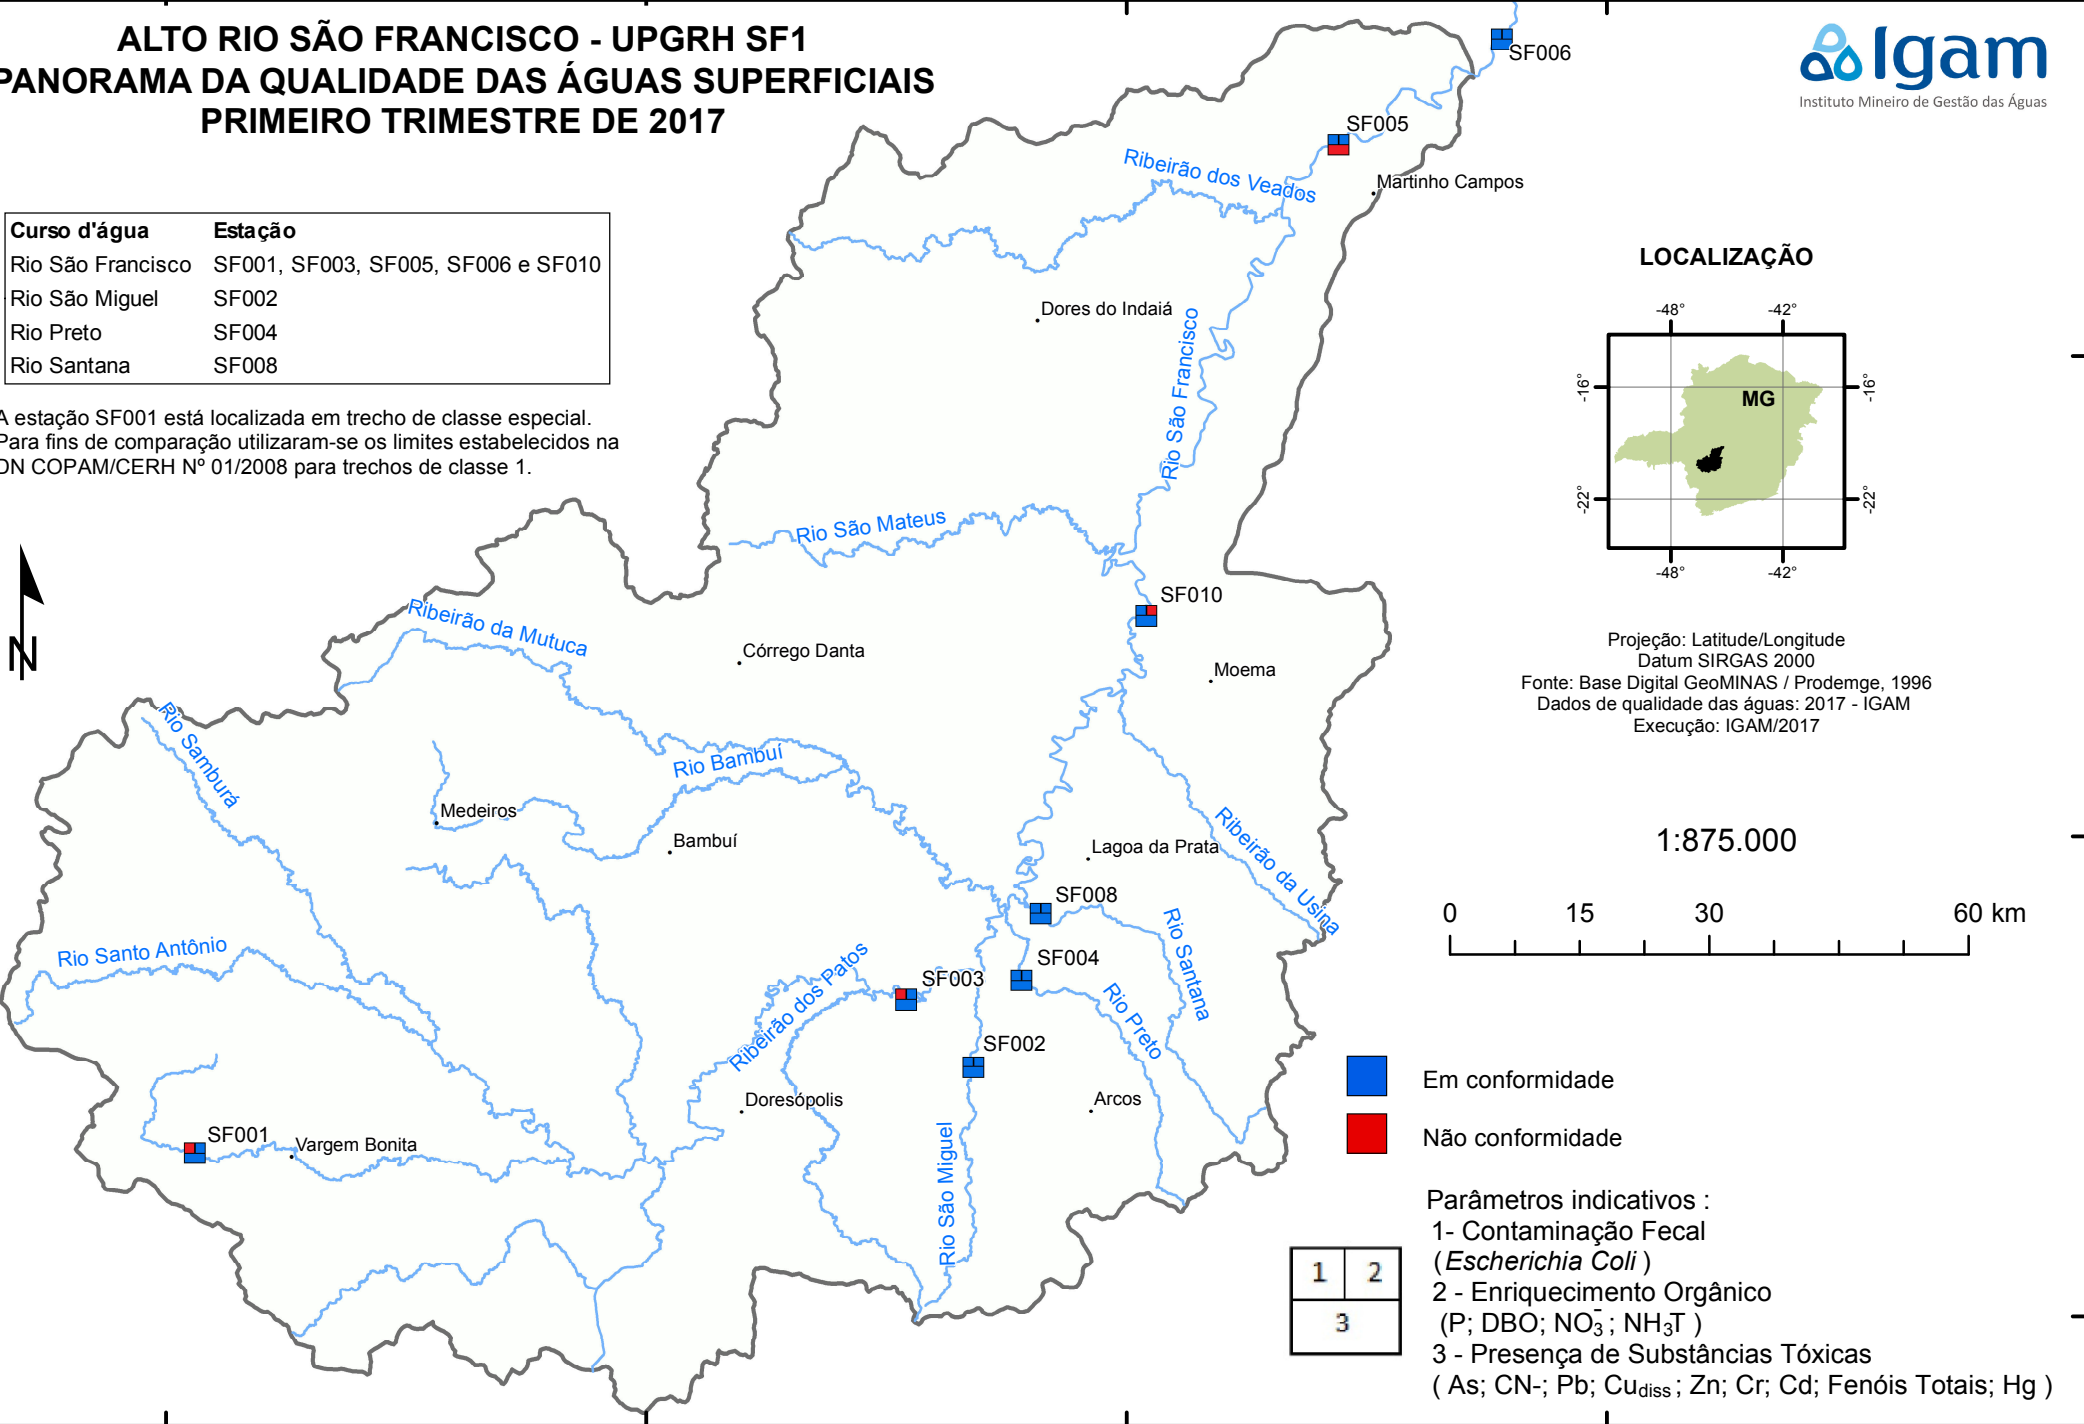 ALTO RIO SÃO FRANCISCO - UPGRH SF1
PANORAMA DA QUALIDADE DAS ÁGUAS SUPERFICIAIS
PRIMEIRO TRIMESTRE DE 2017
Igam
Instituto Mineiro de Gestão das Águas
Curso d'água Estação
Rio São Francisco SF001, SF003, SF005, SF006 e SF010
Rio São Miguel SF002
Rio Preto SF004
Rio Santana SF008
A estação SF001 está localizada em trecho de classe especial.
Para fins de comparação utilizaram-se os limites estabelecidos na
DN COPAM/CERH Nº 01/2008 para trechos de classe 1.
N
SF006
SF005
Ribeirão dos Veados
Martinho Campos
Dores do Indaiá
Rio São Francisco
Rio São Mateus
SF010
Ribeirão da Mutuca
Córrego Danta
Moema
Rio Samburá
Rio Bambuí
Medeiros
Bambuí
Lagoa da Prata
Ribeirão da Usina
SF008
Rio Santana
Rio Santo Antônio
SF004
SF003
Ribeirão dos Patos
Rio Preto
SF002
Doresópolis
Arcos
SF001
Vargem Bonita
Rio São Miguel
LOCALIZAÇÃO
-48° -42°
-16° -16°
MG
-22° -22°
-48° -42°
Projeção: Latitude/Longitude
Datum SIRGAS 2000
Fonte: Base Digital GeoMINAS / Prodemge, 1996
Dados de qualidade das águas: 2017 - IGAM
Execução: IGAM/2017
1:875.000
0 15 30 60 km
Em conformidade
Não conformidade
1 2
3
Parâmetros indicativos :
1- Contaminação Fecal
(Escherichia Coli )
2 - Enriquecimento Orgânico
(P; DBO; NO₃⁻; NH₃T )
3 - Presença de Substâncias Tóxicas
( As; CN-; Pb; Cudiss ; Zn; Cr; Cd; Fenóis Totais; Hg )